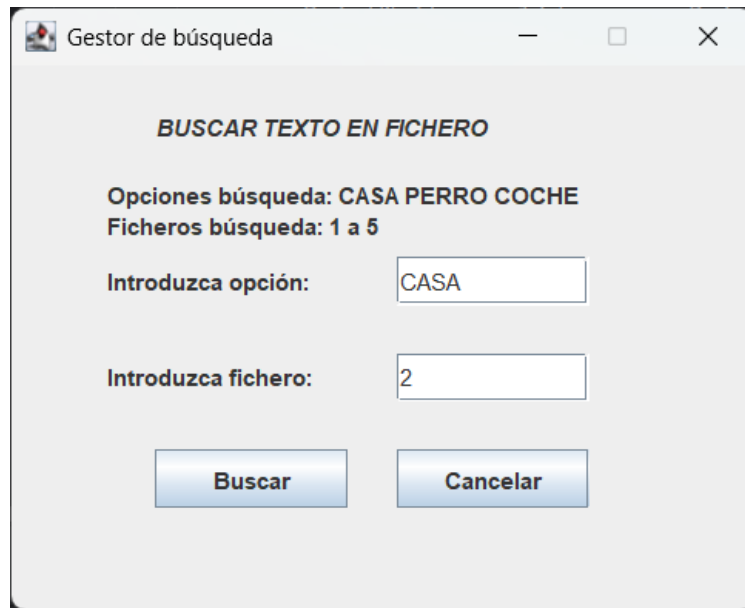 Gestor de búsqueda
BUSCAR TEXTO EN FICHERO
Opciones búsqueda: CASA PERRO COCHE
Ficheros búsqueda: 1 a 5
Introduzca opción: CASA
Introduzca fichero: 2
Buscar Cancelar